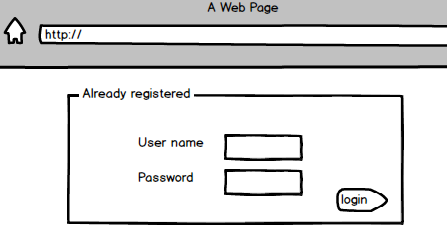 A Web Page
http://
Already registered
User name
Password
login